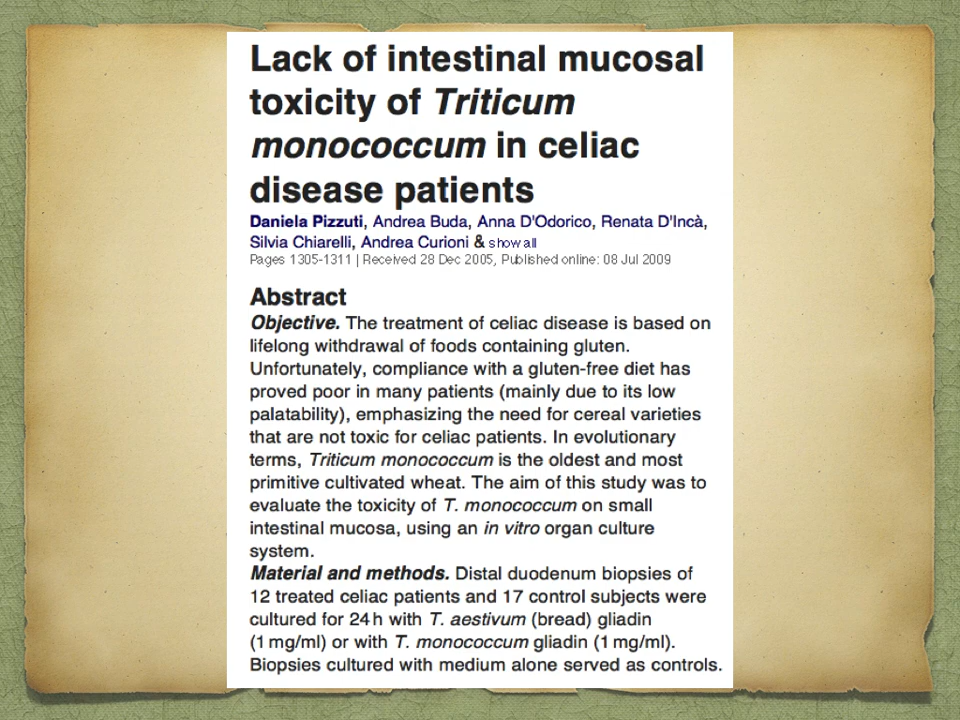 Lack of intestinal mucosal
toxicity of Triticum
monococcum in celiac
disease patients
Daniela Pizzuti, Andrea Buda, Anna D'Odorico, Renata D'Incà,
Silvia Chiarelli, Andrea Curioni & show all
Pages 1305-1311 | Received 28 Dec 2005, Published online: 08 Jul 2009
Abstract
Objective. The treatment of celiac disease is based on
lifelong withdrawal of foods containing gluten.
Unfortunately, compliance with a gluten-free diet has
proved poor in many patients (mainly due to its low
palatability), emphasizing the need for cereal varieties
that are not toxic for celiac patients. In evolutionary
terms, Triticum monococcum is the oldest and most
primitive cultivated wheat. The aim of this study was to
evaluate the toxicity of T. monococcum on small
intestinal mucosa, using an in vitro organ culture
system.
Material and methods. Distal duodenum biopsies of
12 treated celiac patients and 17 control subjects were
cultured for 24 h with T. aestivum (bread) gliadin
(1 mg/ml) or with T. monococcum gliadin (1 mg/ml).
Biopsies cultured with medium alone served as controls.